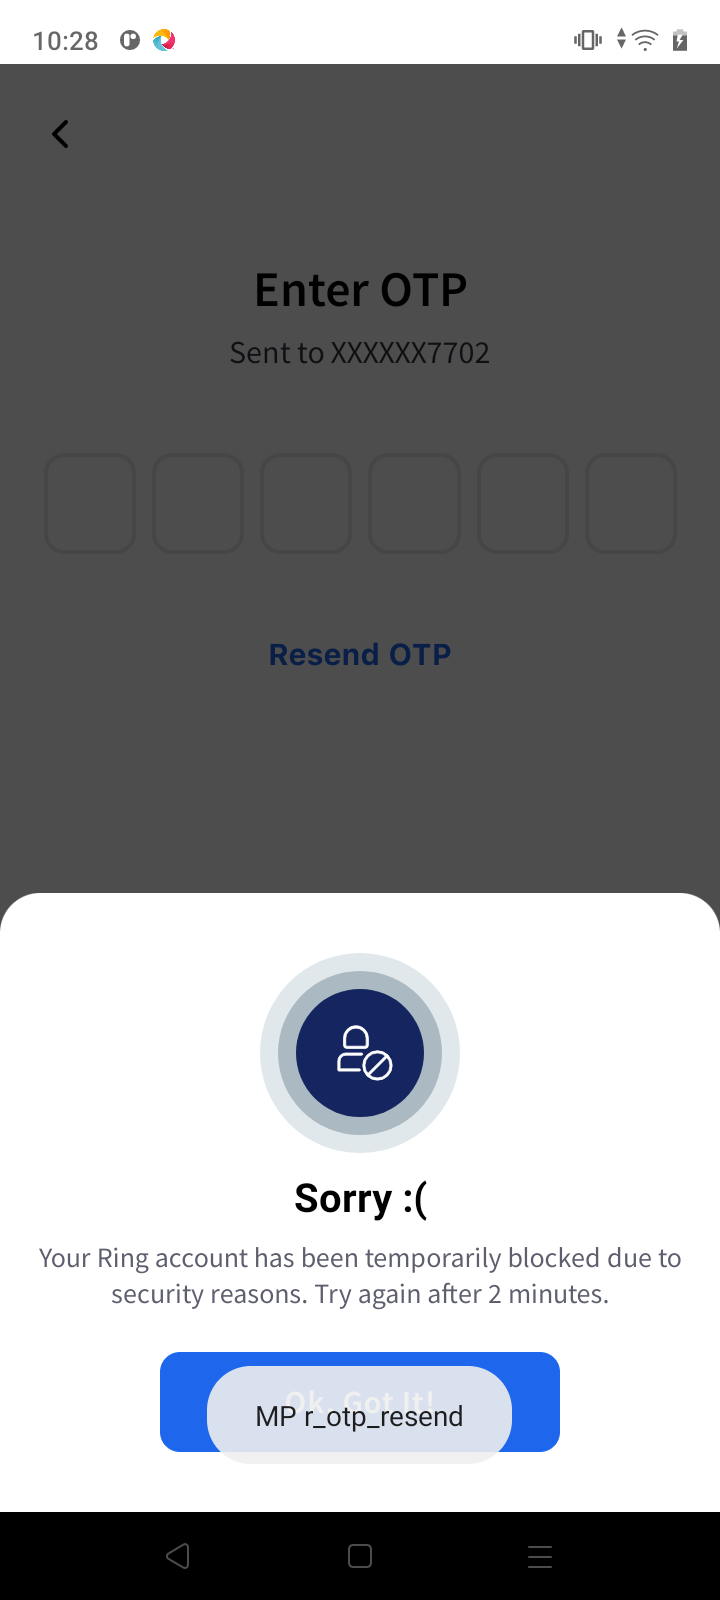 10:28
Enter OTP
Sent to XXXXXX7702
Resend OTP
Sorry :(
Your Ring account has been temporarily blocked due to
security reasons. Try again after 2 minutes.
Ok, Got It!
MP r_otp_resend